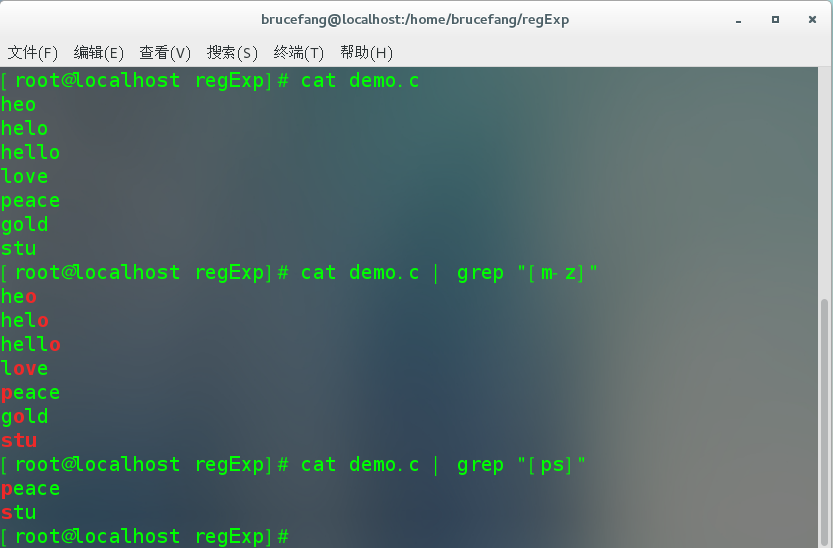 brucefang@localhost:/home/brucefang/regExp
文件(F) 编辑(E) 查看(V) 搜索(S) 终端(T) 帮助(H)
[root@localhost regExp]# cat demo.c
heo
helo
hello
love
peace
gold
stu
[root@localhost regExp]# cat demo.c | grep "[m-z]"
heo
helo
hello
love
peace
gold
stu
[root@localhost regExp]# cat demo.c | grep "[ps]"
peace
stu
[root@localhost regExp]#